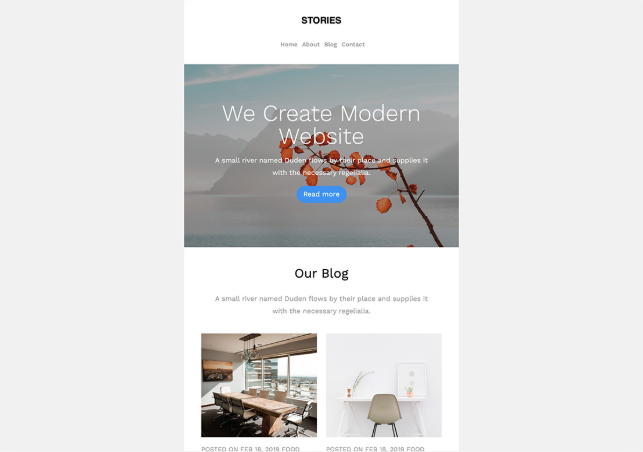 STORIES
Home About Blog Contact
We Create Modern
Website
A small river named Duden flows by their place and supplies it
with the necessary regelialia.
Read more
Our Blog
A small river named Duden flows by their place and supplies it
with the necessary regelialia.
POSTED ON FEB 18, 2019 FOOD
POSTED ON FEB 18, 2019 FOOD